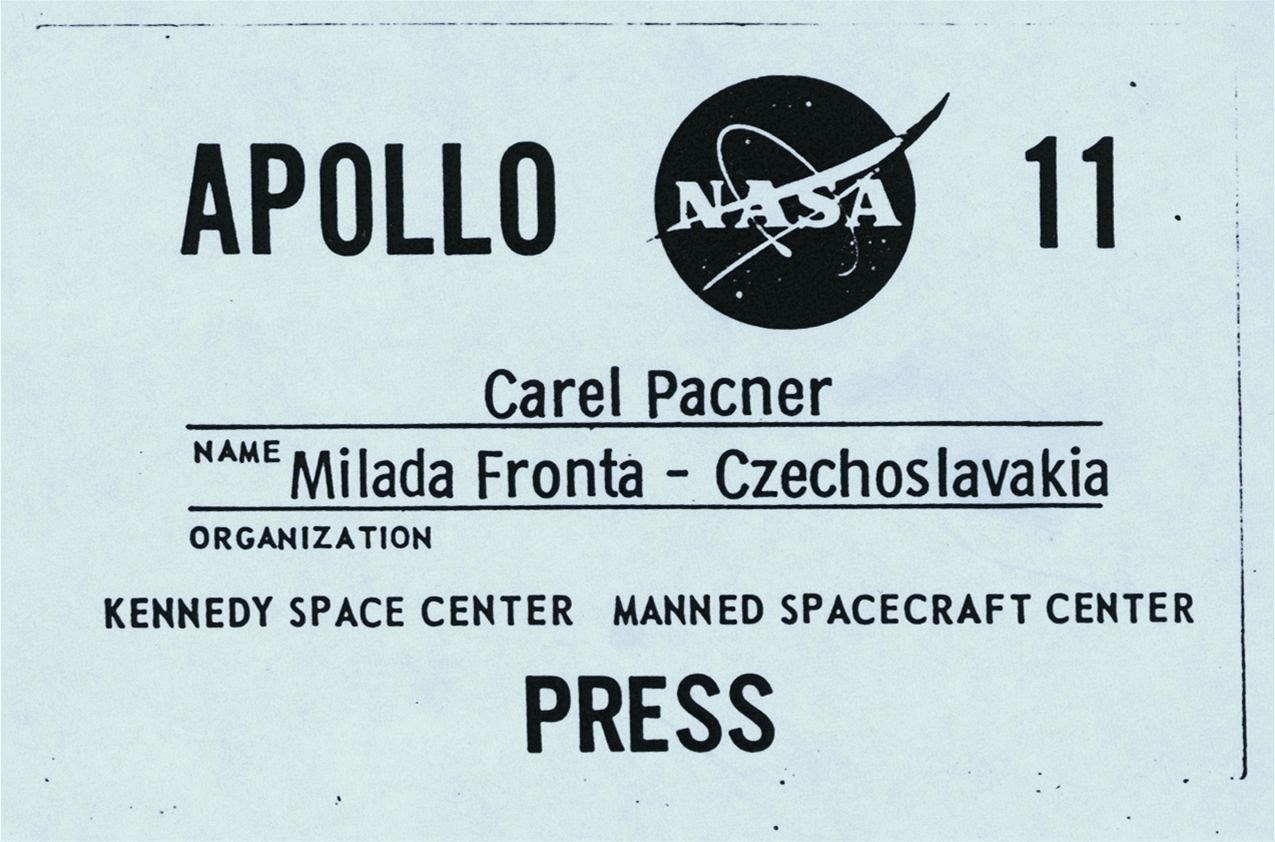 APOLLO NASA 11
Carel Pacner
NAME Milada Fronta - Czechoslavakia
ORGANIZATION
KENNEDY SPACE CENTER MANNED SPACECRAFT CENTER
PRESS